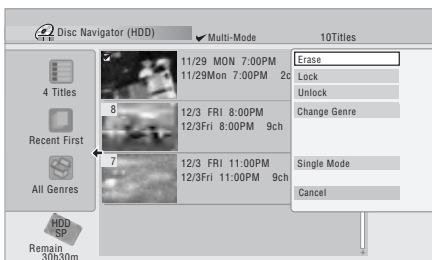 Disc Navigator (HDD)
Multi-Mode
10Titles
4 Titles
Recent First
All Genres
HDD
SP
Remain
30h30m
11/29 MON 7:00PM
11/29Mon 7:00PM 2c
8
12/3 FRI 8:00PM
12/3Fri 8:00PM 9ch
7
12/3 FRI 11:00PM
12/3Fri 11:00PM 9ch
Erase
Lock
Unlock
Change Genre
Single Mode
Cancel